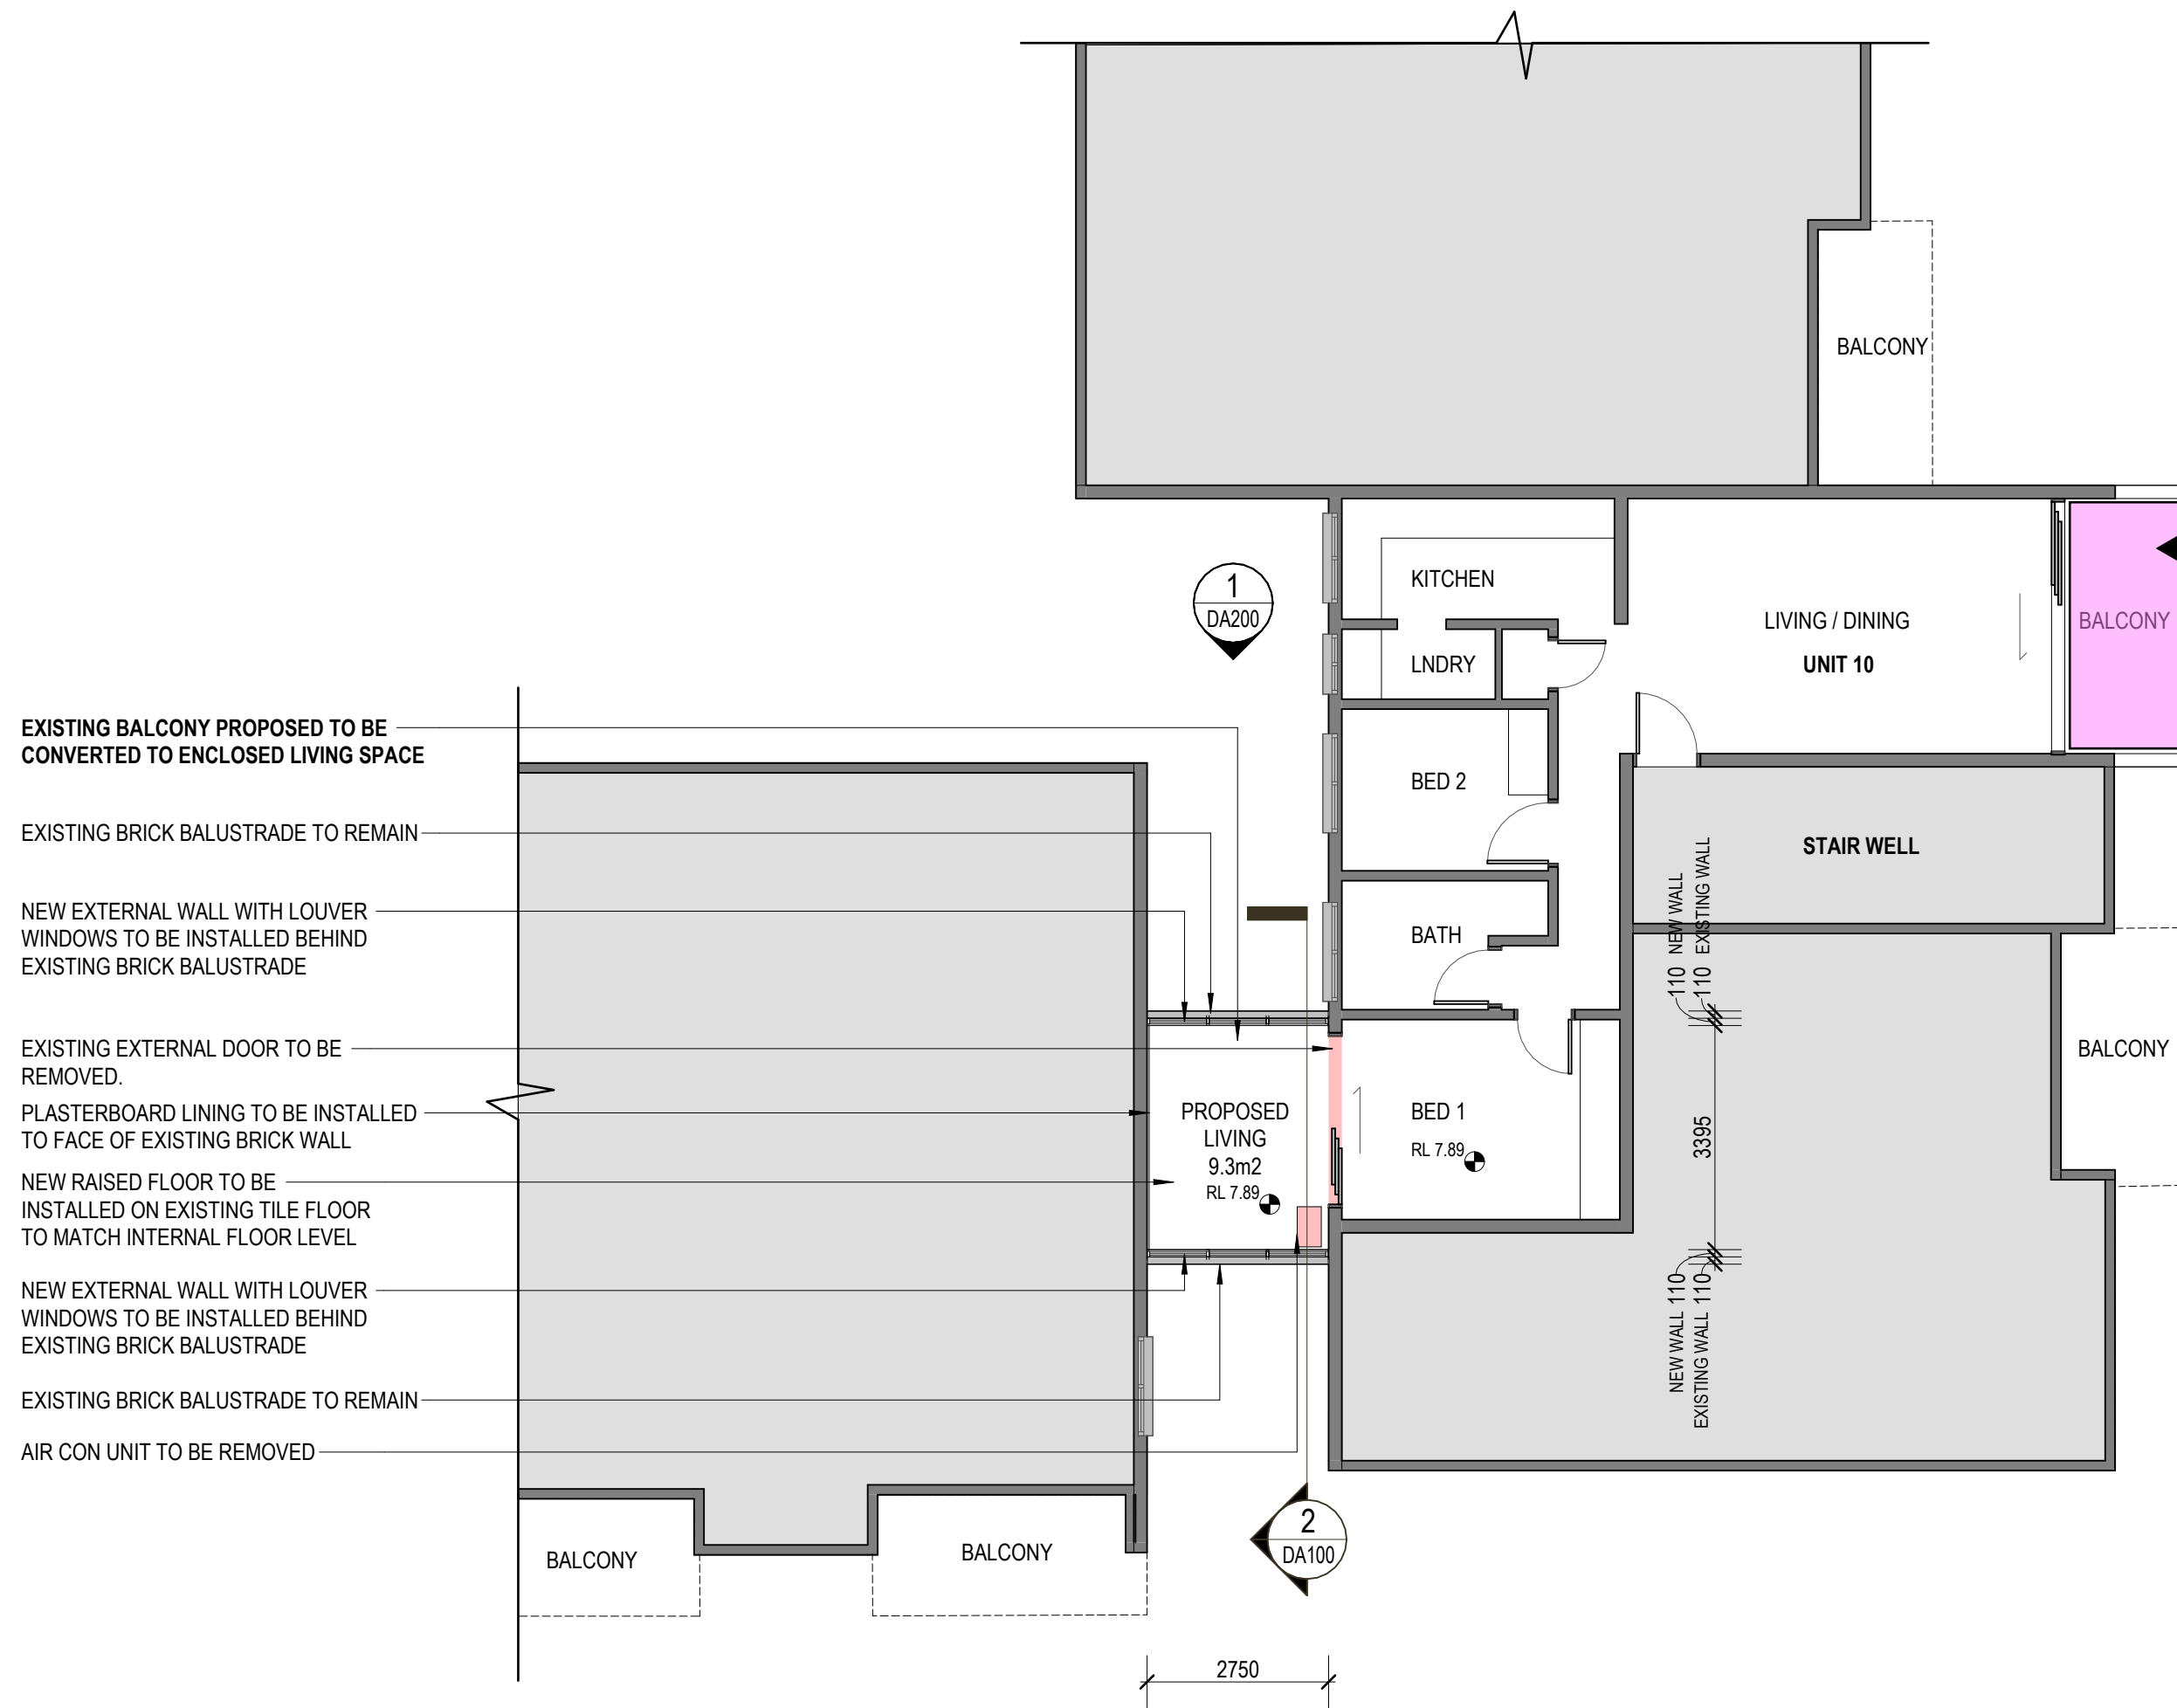 BALCONY
KITCHEN
1
DA200
LIVING / DINING
BALCONY
LNDRY
UNIT 10
EXISTING BALCONY PROPOSED TO BE
CONVERTED TO ENCLOSED LIVING SPACE
BED 2
EXISTING BRICK BALUSTRADE TO REMAIN
STAIR WELL
110 NEW WALL
110 EXISTING WALL
NEW EXTERNAL WALL WITH LOUVER
WINDOWS TO BE INSTALLED BEHIND
EXISTING BRICK BALUSTRADE
BATH
EXISTING EXTERNAL DOOR TO BE
REMOVED.
BALCONY
PLASTERBOARD LINING TO BE INSTALLED
TO FACE OF EXISTING BRICK WALL
PROPOSED
LIVING
9.3m2
RL 7.89
BED 1
RL 7.89
3395
NEW RAISED FLOOR TO BE
INSTALLED ON EXISTING TILE FLOOR
TO MATCH INTERNAL FLOOR LEVEL
NEW EXTERNAL WALL WITH LOUVER
WINDOWS TO BE INSTALLED BEHIND
EXISTING BRICK BALUSTRADE
NEW WALL 110
EXISTING WALL 110
EXISTING BRICK BALUSTRADE TO REMAIN
AIR CON UNIT TO BE REMOVED
2
DA100
BALCONY
BALCONY
2750